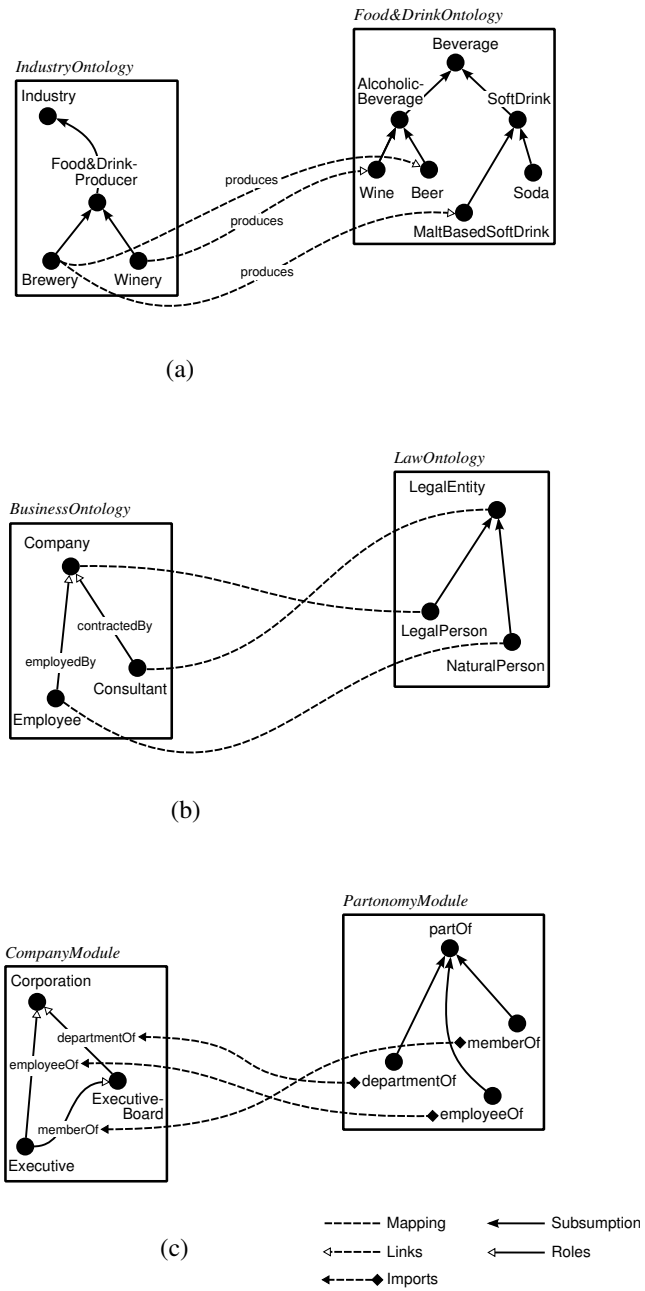 Food&DrinkOntology
Beverage
IndustryOntology
Industry
Alcoholic-
Beverage
SoftDrink
Food&Drink-
Producer
produces
Wine
Beer
Soda
produces
MaltBasedSoftDrink
Brewery
Winery
produces
(a)
LawOntology
LegalEntity
BusinessOntology
Company
contractedBy
LegalPerson
employedBy
NaturalPerson
Consultant
Employee
(b)
PartonomyModule
partOf
CompanyModule
Corporation
departmentOf
memberOf
employeeOf
departmentOf
Executive-
Board
employeeOf
memberOf
Executive
(c)
Mapping
Subsumption
Links
Roles
Imports